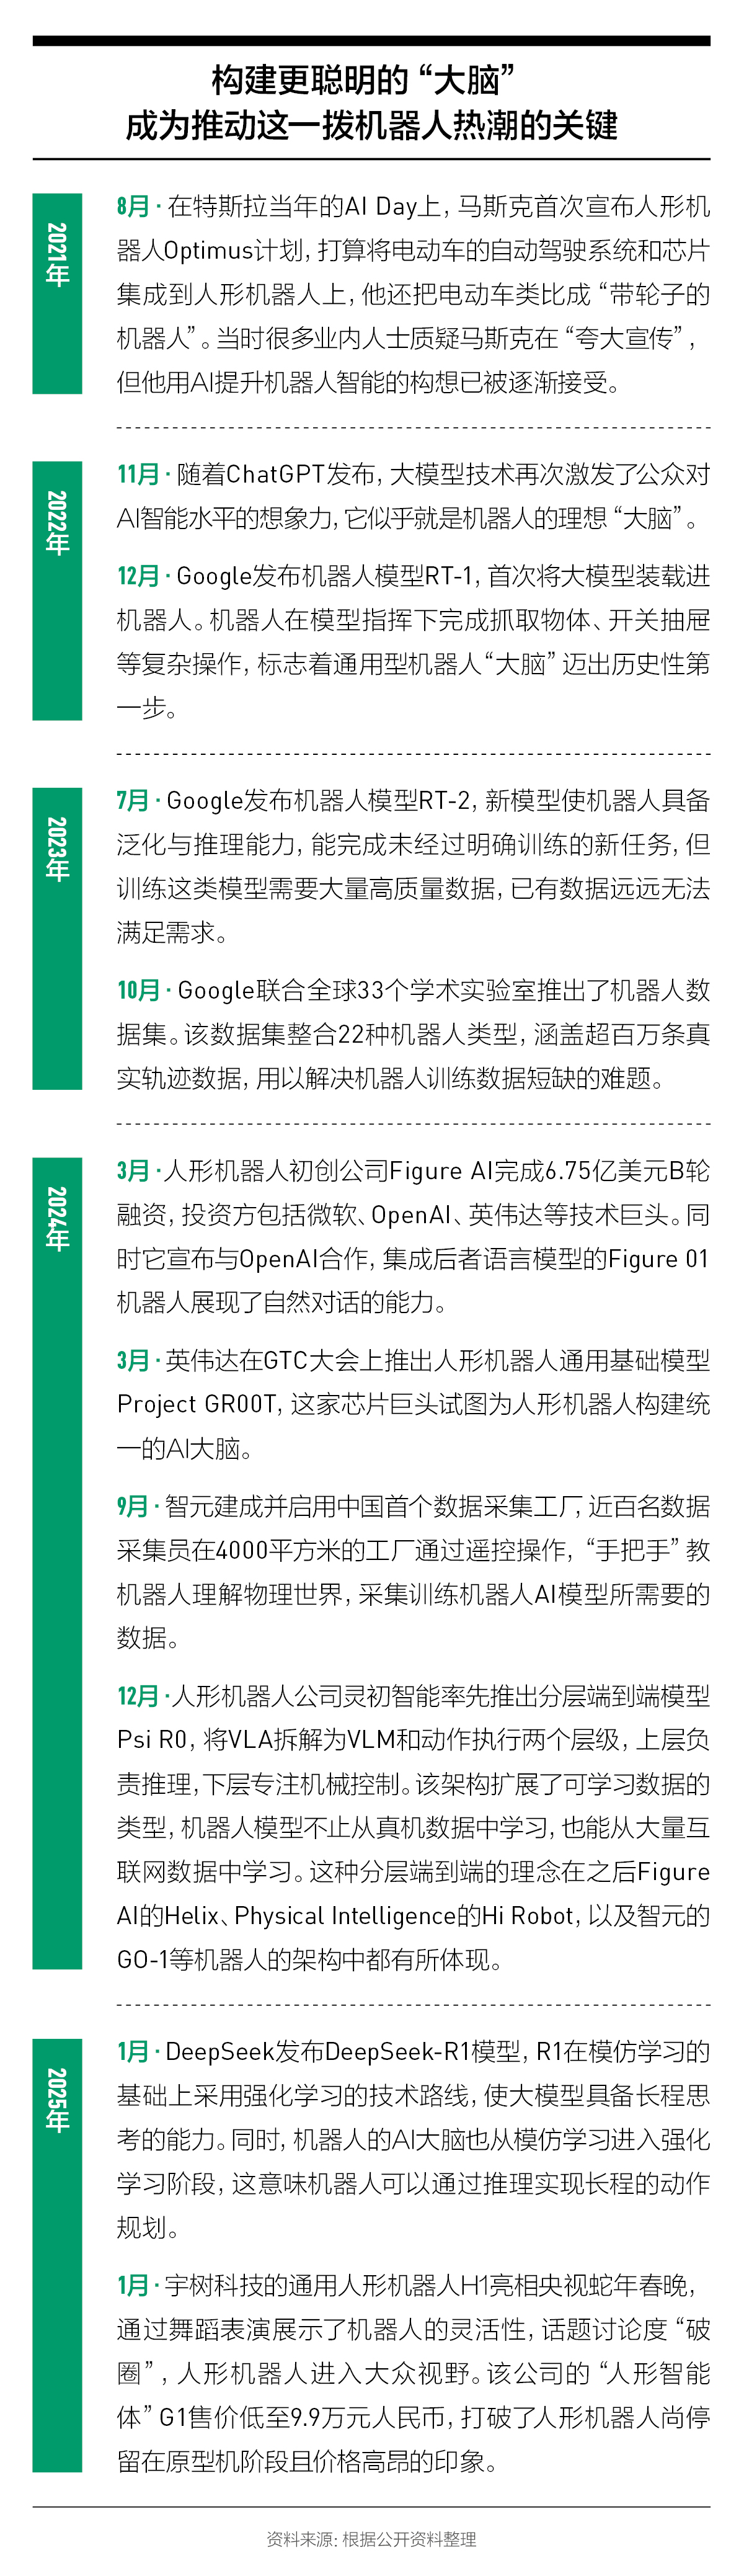 构建更聪明的“大脑”
成为推动这一拨机器人热潮的关键
2021年
8月·在特斯拉当年的AI Day上，马斯克首次宣布人形机
器人Optimus计划，打算将电动车的自动驾驶系统和芯片
集成到人形机器人上，他还把电动车类比成“带轮子的
机器人”。当时很多业内人士质疑马斯克在“夸大宣传”，
但他用AI提升机器人智能的构想已被逐渐接受。
2022年
11月·随着ChatGPT发布，大模型技术再次激发了公众对
AI智能水平的想象力，它似乎就是机器人的理想“大脑”。
12月·Google发布机器人模型RT-1，首次将大模型装载进
机器人。机器人在模型指挥下完成抓取物体、开关抽屉
等复杂操作，标志着通用型机器人“大脑”迈出历史性第
一步。
2023年
7月·Google发布机器人模型RT-2，新模型使机器人具备
泛化与推理能力，能完成未经过明确训练的新任务，但
训练这类模型需要大量高质量数据，已有数据远远无法
满足需求。
10月·Google联合全球33个学术实验室推出了机器人数
据集。该数据集整合22种机器人类型，涵盖超百万条真
实轨迹数据，用以解决机器人训练数据短缺的难题。
2024年
3月·人形机器人初创公司Figure AI完成6.75亿美元B轮
融资，投资方包括微软、OpenAI、英伟达等技术巨头。同
时它宣布与OpenAI合作，集成后者语言模型的Figure 01
机器人展现了自然对话的能力。
3月·英伟达在GTC大会上推出人形机器人通用基础模型
Project GR00T，这家芯片巨头试图为人形机器人构建统
一的AI大脑。
9月·智元建成并启用中国首个数据采集工厂，近百名数据
采集员在4000平方米的工厂通过遥控操作，“手把手”教
机器人理解物理世界，采集训练机器人AI模型所需要的
数据。
12月·人形机器人公司灵初智能率先推出分层端到端模型
Psi R0，将VLA拆解为VLM和动作执行两个层级，上层负
责推理，下层专注机械控制。该架构扩展了可学习数据的
类型，机器人模型不止从真机数据中学习，也能从大量互
联网数据中学习。这种分层端到端的理念在之后Figure
AI的Helix、Physical Intelligence的Hi Robot，以及智元的
GO-1等机器人的架构中都有所体现。
2025年
1月·DeepSeek发布DeepSeek-R1模型，R1在模仿学习的
基础上采用强化学习的技术路线，使大模型具备长程思
考的能力。同时，机器人的AI大脑也从模仿学习进入强化
学习阶段，这意味机器人可以通过推理实现长程的动作
规划。
1月·宇树科技的通用人形机器人H1亮相央视蛇年春晚，
通过舞蹈表演展示了机器人的灵活性，话题讨论度“破
圈”，人形机器人进入大众视野。该公司的“人形智能
体”G1售价低至9.9万元人民币，打破了人形机器人尚停
留在原型机阶段且价格高昂的印象。
资料来源：根据公开资料整理